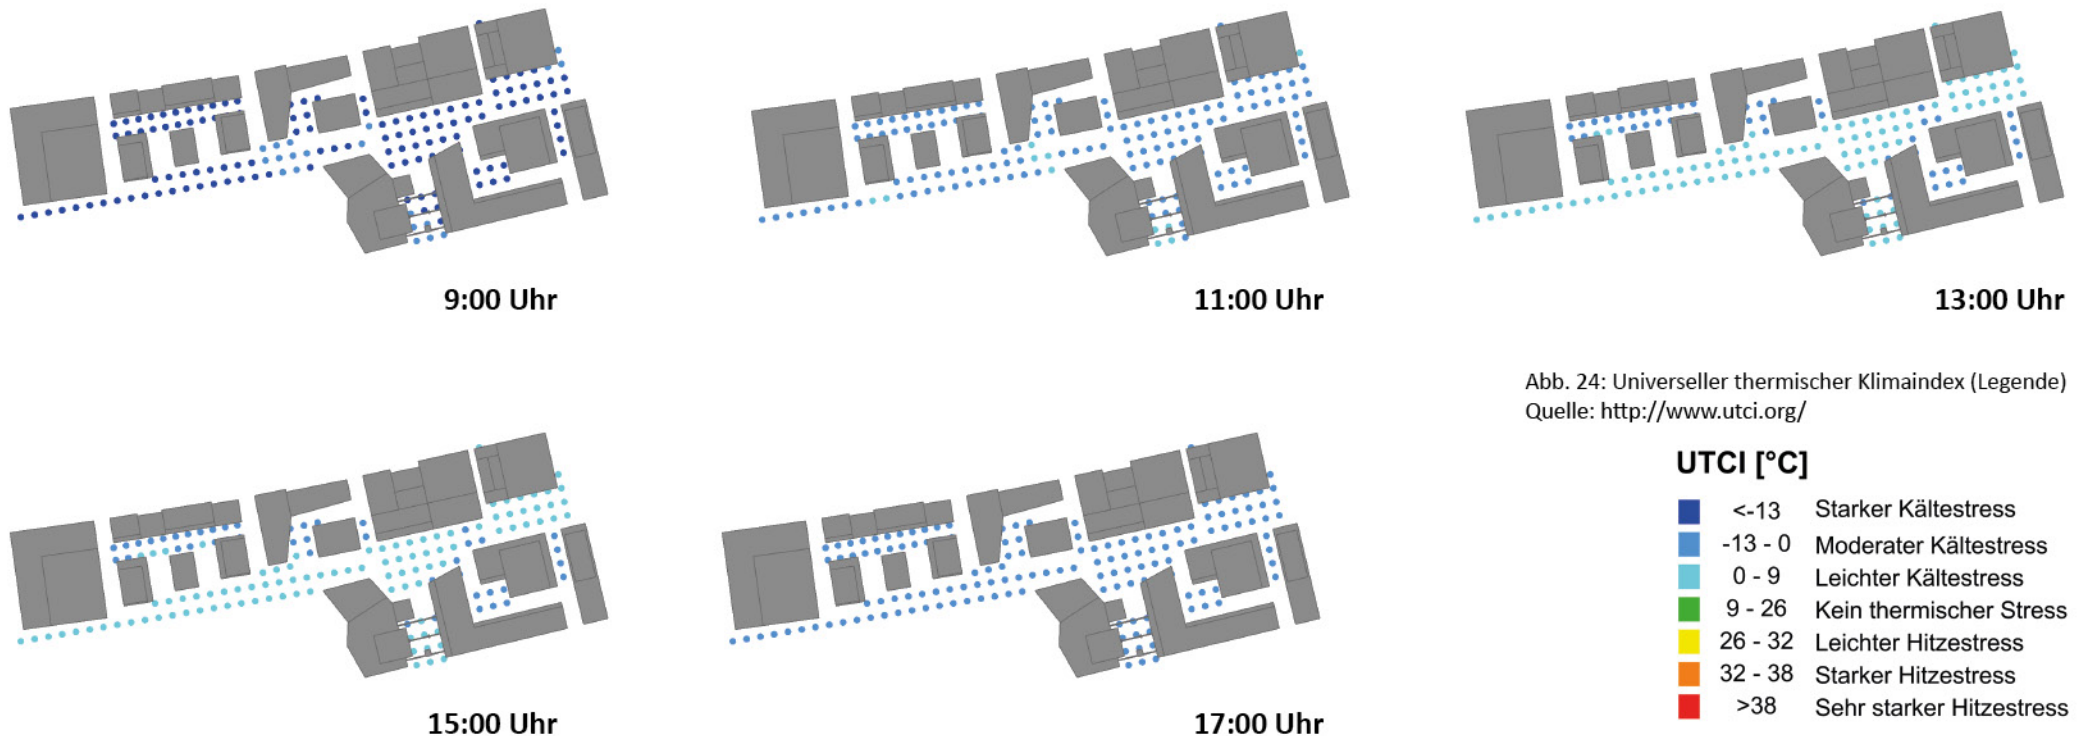 9:00 Uhr
11:00 Uhr
13:00 Uhr
15:00 Uhr
17:00 Uhr
Abb. 24: Universeller thermischer Klimaindex (Legende)
Quelle: http://www.utci.org/
UTCI [°C]
<-13 Starker Kältestress
-13 - 0 Moderater Kältestress
0 - 9 Leichter Kältestress
9 - 26 Kein thermischer Stress
26 - 32 Leichter Hitzestress
32 - 38 Starker Hitzestress
>38 Sehr starker Hitzestress